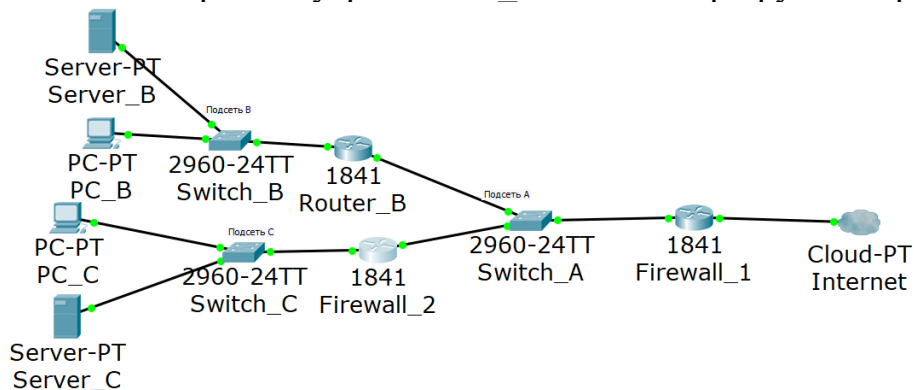 Server-PT
Server_B
Подсеть B
PC-PT
PC_B
2960-24TT
Switch_B
1841
Router_B
Подсеть A
PC-PT
PC_C
Подсеть C
2960-24TT
Switch_C
1841
Firewall_2
2960-24TT
Switch_A
1841
Firewall_1
Cloud-PT
Internet
Server-PT
Server_C